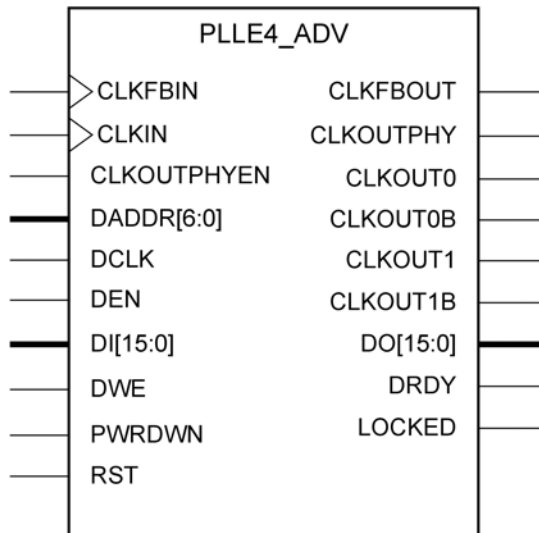 PLLE4_ADV
CLKFBIN CLKFBOUT
CLKIN CLKOUTPHY
CLKOUTPHYEN CLKOUT0
DADDR[6:0] CLKOUT0B
DCLK CLKOUT1
DEN CLKOUT1B
DI[15:0] DO[15:0]
DWE DRDY
PWRDWN LOCKED
RST